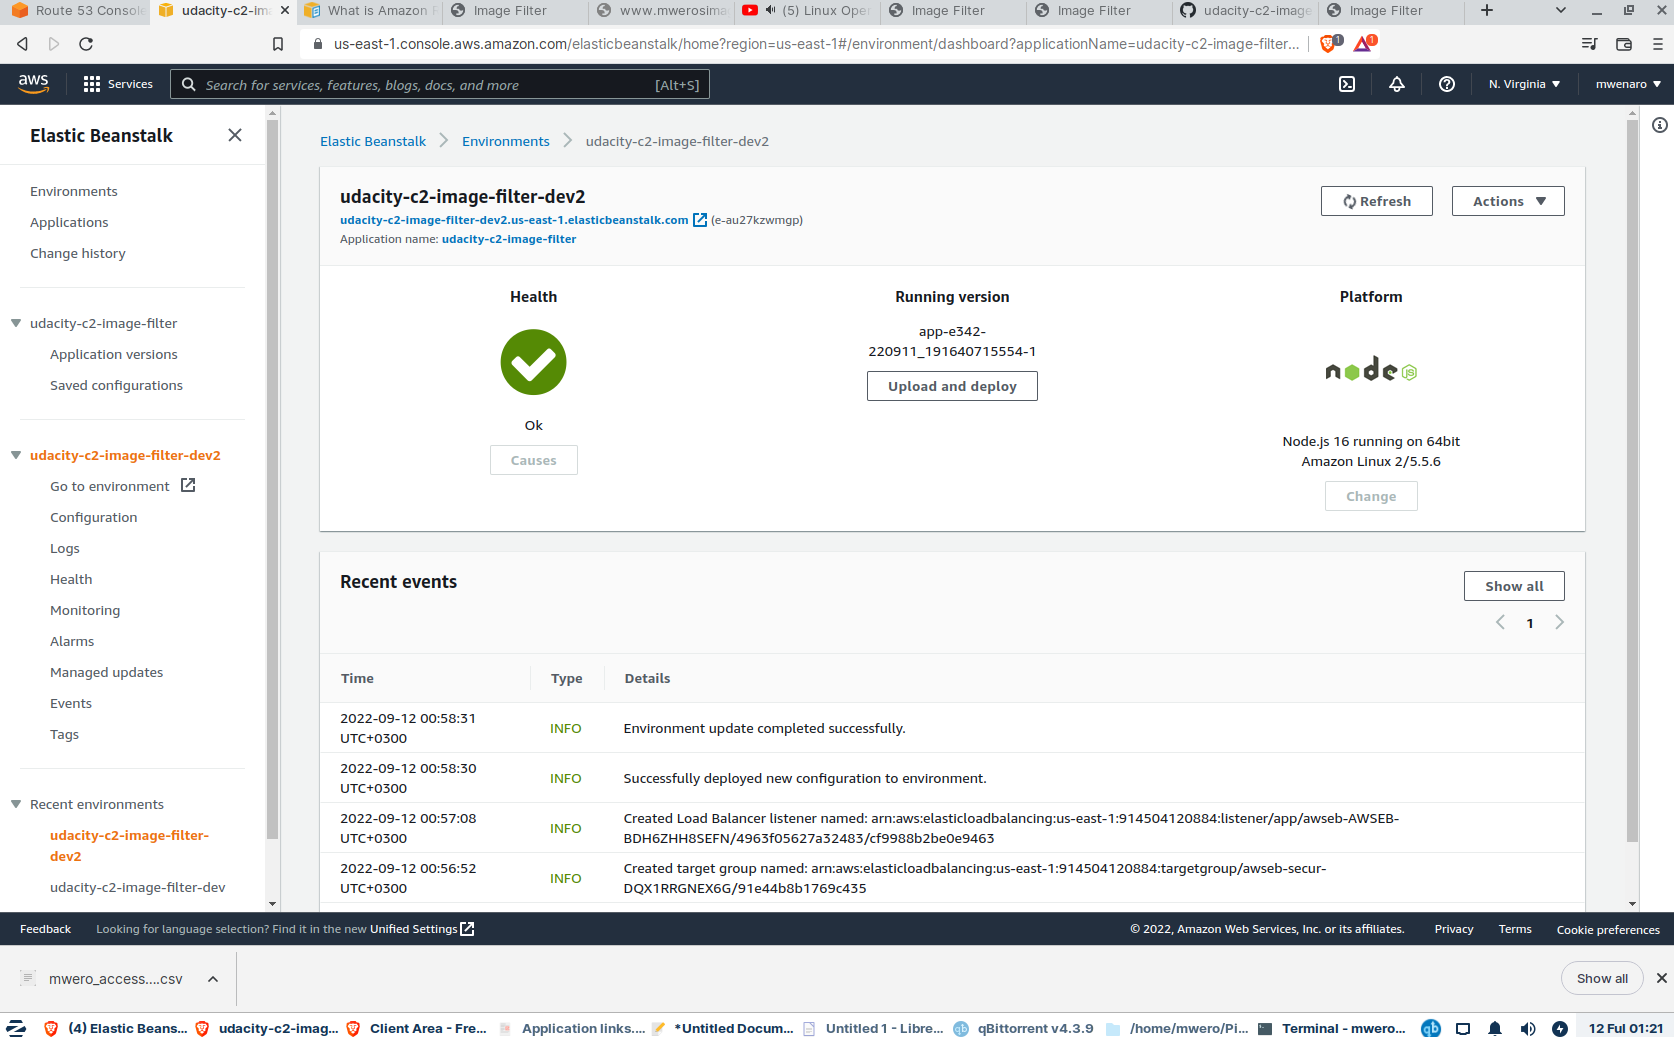 Route 53 Console
udacity-c2-ima
What is Amazon R
Image Filter
www.mwerosima
(5) Linux Oper
Image Filter
Image Filter
udacity-c2-image
Image Filter
us-east-1.console.aws.amazon.com/elasticbeanstalk/home?region=us-east-1#/environment/dashboard?applicationName=udacity-c2-image-filter...
1
1
aws
Services
Search for services, features, blogs, docs, and more
[Alt+S]
N. Virginia
mwenaro
Elastic Beanstalk
Environments
Applications
Change history
udacity-c2-image-filter
Application versions
Saved configurations
udacity-c2-image-filter-dev2
Go to environment
Configuration
Logs
Health
Monitoring
Alarms
Managed updates
Events
Tags
Recent environments
udacity-c2-image-filter-
dev2
udacity-c2-image-filter-dev
Elastic Beanstalk
Environments
udacity-c2-image-filter-dev2
udacity-c2-image-filter-dev2
udacity-c2-image-filter-dev2.us-east-1.elasticbeanstalk.com (e-au27kzwmgp)
Application name: udacity-c2-image-filter
Refresh
Actions
Health
Ok
Causes
Running version
app-e342-
220911_191640715554-1
Upload and deploy
Platform
node
JS
Node.js 16 running on 64bit
Amazon Linux 2/5.5.6
Change
Recent events
Show all
1
Time Type Details
2022-09-12 00:58:31
UTC+0300
INFO
Environment update completed successfully.
2022-09-12 00:58:30
UTC+0300
INFO
Successfully deployed new configuration to environment.
2022-09-12 00:57:08
UTC+0300
INFO
Created Load Balancer listener named: arn:aws:elasticloadbalancing:us-east-1:914504120884:listener/app/awseb-AWSEB-
BDH6ZHH8SEFN/4963f05627a32483/cf9988b2be0e9463
2022-09-12 00:56:52
UTC+0300
INFO
Created target group named: arn:aws:elasticloadbalancing:us-east-1:914504120884:targetgroup/awseb-secur-
DQX1RRGNEX6G/91e44b8b1769c435
Feedback
Looking for language selection? Find it in the new Unified Settings
© 2022, Amazon Web Services, Inc. or its affiliates.
Privacy
Terms
Cookie preferences
mwero_access....csv
Show all
(4) Elastic Beans...
udacity-c2-imag...
Client Area - Fre...
Application links....
*Untitled Docum...
Untitled 1 - Libre...
qb
qBittorrent v4.3.9
/home/mwero/Pi...
Terminal - mwero...
qb
12 Ful 01:21